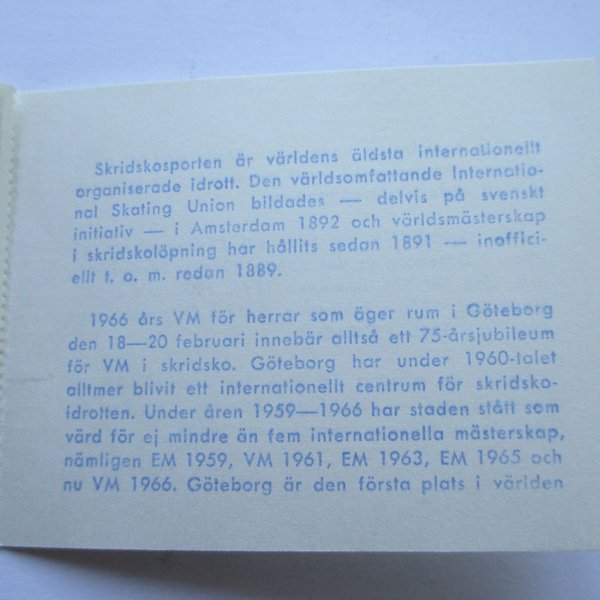 Skridskosporten är världens äldsta internationellt
organiserade idrott. Den världsomfattande Internatio-
nal Skating Union bildades — delvis på svenskt
initiativ — i Amsterdam 1892 och världsmästerskap
i skridskolöpning har hållits sedan 1891 — inoffici-
ellt t. o. m. redan 1889.
1966 års VM för herrar som äger rum i Göteborg
den 18—20 februari innebär alltså ett 75-årsjubileum
för VM i skridsko. Göteborg har under 1960-talet
alltmer blivit ett internationellt centrum för skridsko-
idrotten. Under åren 1959—1966 har staden stått som
värd för ej mindre än fem internationella mästerskap,
nämligen EM 1959, VM 1961, EM 1963, EM 1965 och
nu VM 1966. Göteborg är den första plats i världen